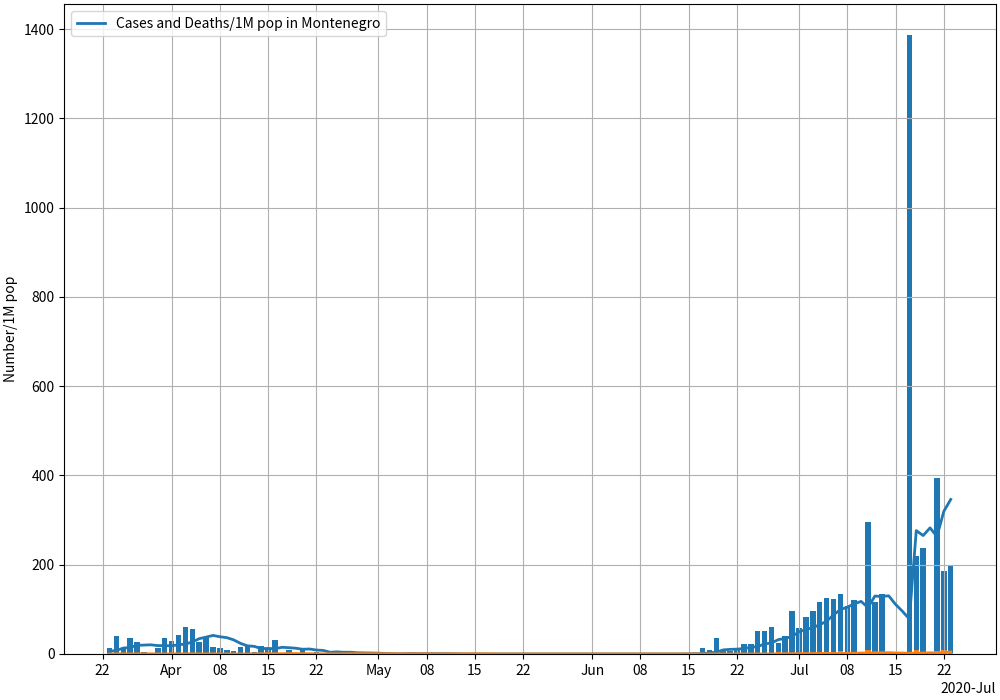 Cases and Deaths/1M pop in Montenegro
Number/1M pop
1400
1200
1000
800
600
400
200
0
22 Apr 08 15 22 May 08 15 22 Jun 08 15 22 Jul 08 15 22
2020-Jul